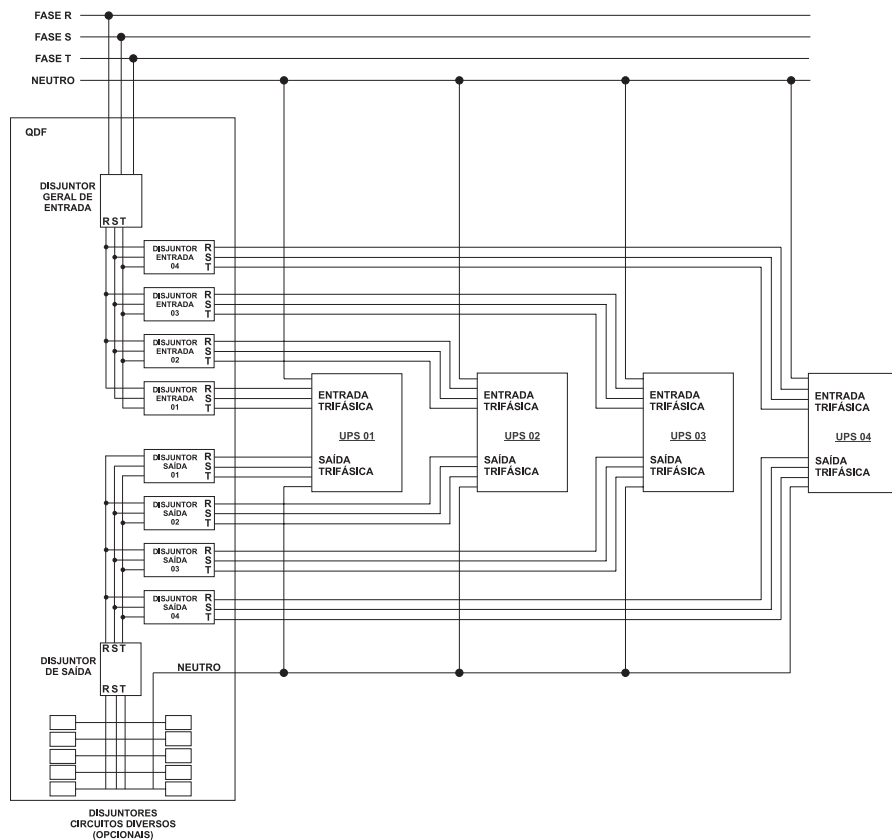 FASE R
FASE S
FASE T
NEUTRO
QDF
DISJUNTOR
GERAL DE
ENTRADA
R S T
DISJUNTOR
ENTRADA
04
R
S
T
DISJUNTOR
ENTRADA
03
R
S
T
DISJUNTOR
ENTRADA
02
R
S
T
DISJUNTOR
ENTRADA
01
R
S
T
ENTRADA
TRIFÁSICA
UPS 01
SAÍDA
TRIFÁSICA
ENTRADA
TRIFÁSICA
UPS 02
SAÍDA
TRIFÁSICA
ENTRADA
TRIFÁSICA
UPS 03
SAÍDA
TRIFÁSICA
ENTRADA
TRIFÁSICA
UPS 04
SAÍDA
TRIFÁSICA
DISJUNTOR
SAÍDA
01
R
S
T
DISJUNTOR
SAÍDA
02
R
S
T
DISJUNTOR
SAÍDA
03
R
S
T
DISJUNTOR
SAÍDA
04
R
S
T
R S T
DISJUNTOR
DE SAÍDA
R S T
NEUTRO
DISJUNTORES
CIRCUITOS DIVERSOS
(OPCIONAIS)